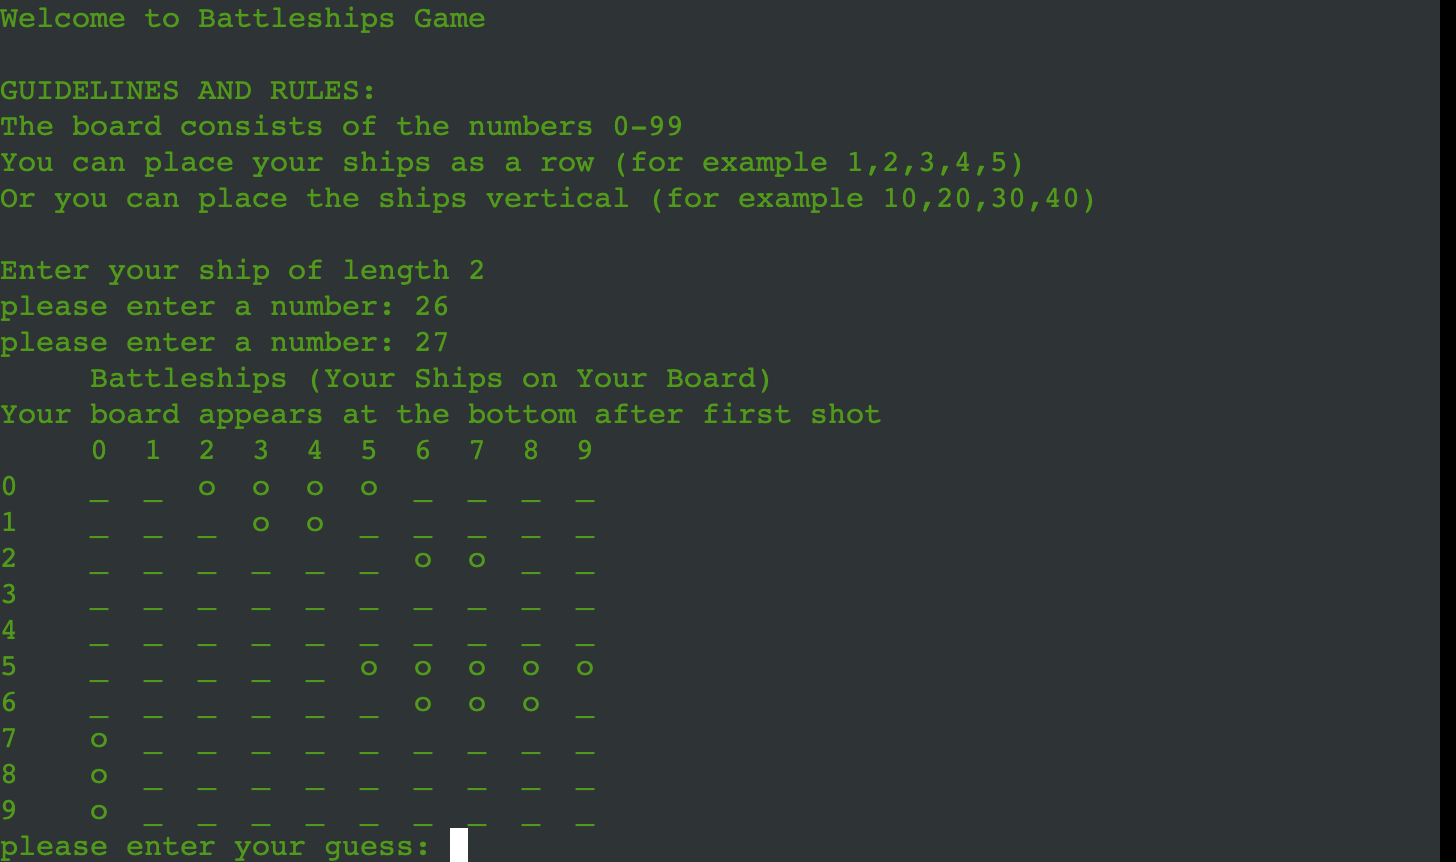 Welcome to Battleships Game
GUIDELINES AND RULES:
The board consists of the numbers 0-99
You can place your ships as a row (for example 1,2,3,4,5)
Or you can place the ships vertical (for example 10,20,30,40)
Enter your ship of length 2
please enter a number: 26
please enter a number: 27
     Battleships (Your Ships on Your Board)
Your board appears at the bottom after first shot
     0  1  2  3  4  5  6  7  8  9
0    _  _  o  o  o  o  _  _  _  _
1    _  _  _  o  o  _  _  _  _  _
2    _  _  _  _  _  _  o  o  _  _
3    _  _  _  _  _  _  _  _  _  _
4    _  _  _  _  _  _  _  _  _  _
5    _  _  _  _  _  o  o  o  o  o
6    _  _  _  _  _  _  o  o  o  _
7    o  _  _  _  _  _  _  _  _  _
8    o  _  _  _  _  _  _  _  _  _
9    o  _  _  _  _  _  _  _  _  _
please enter your guess: